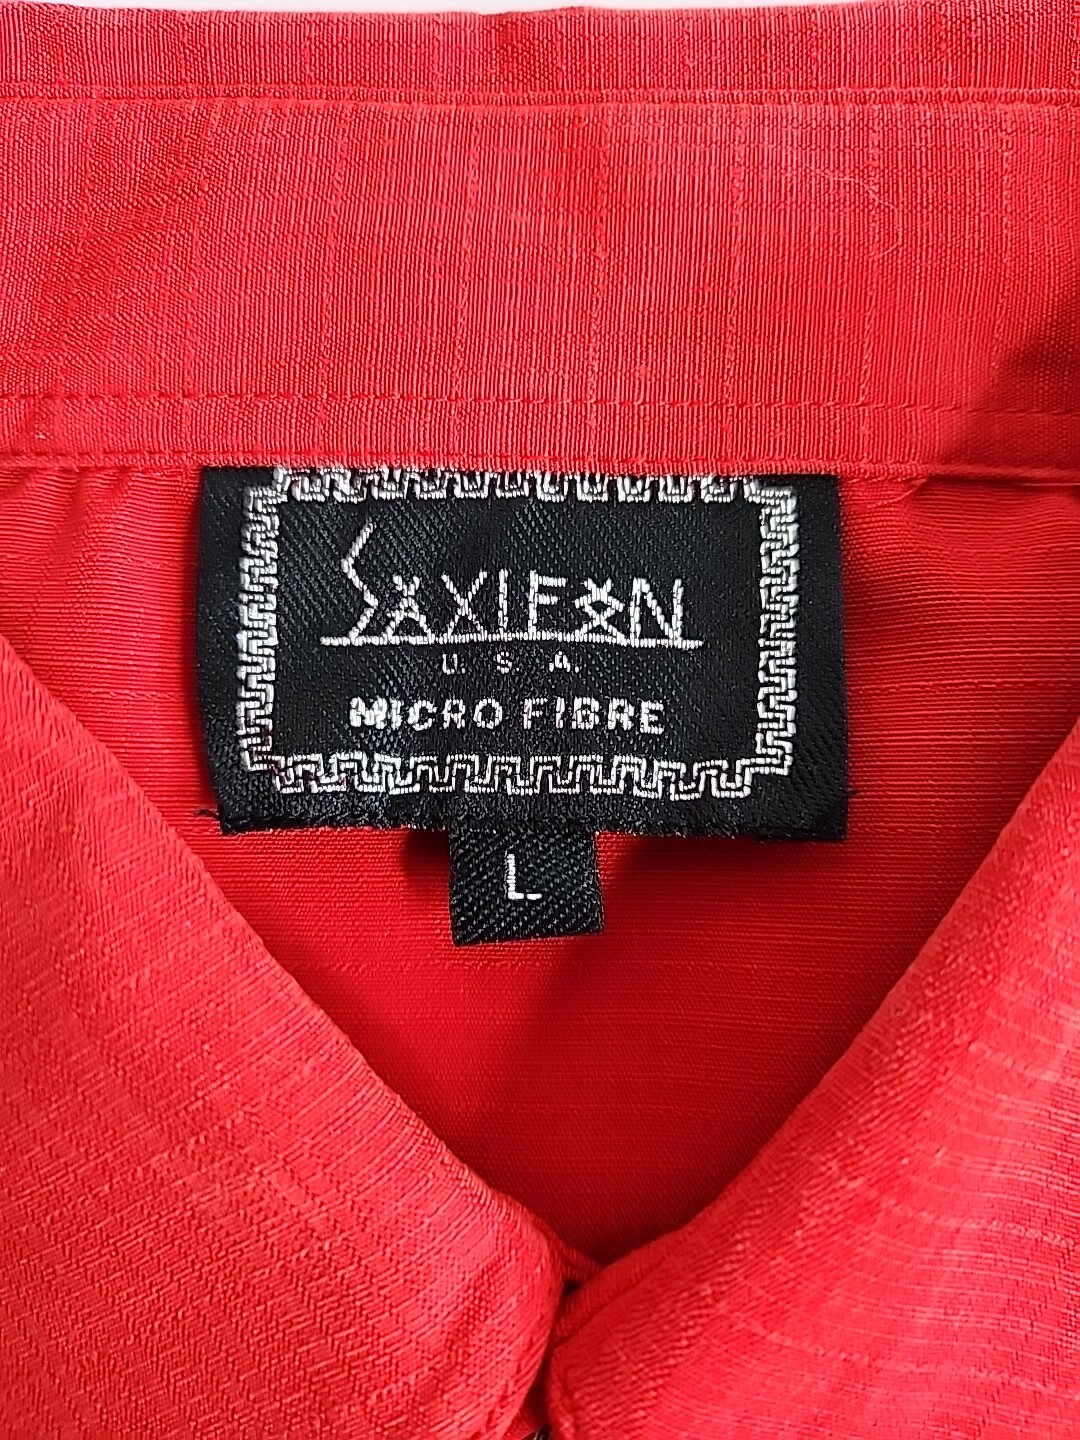 SAXIFON
U. S. A.
MICRO FIBRE
L